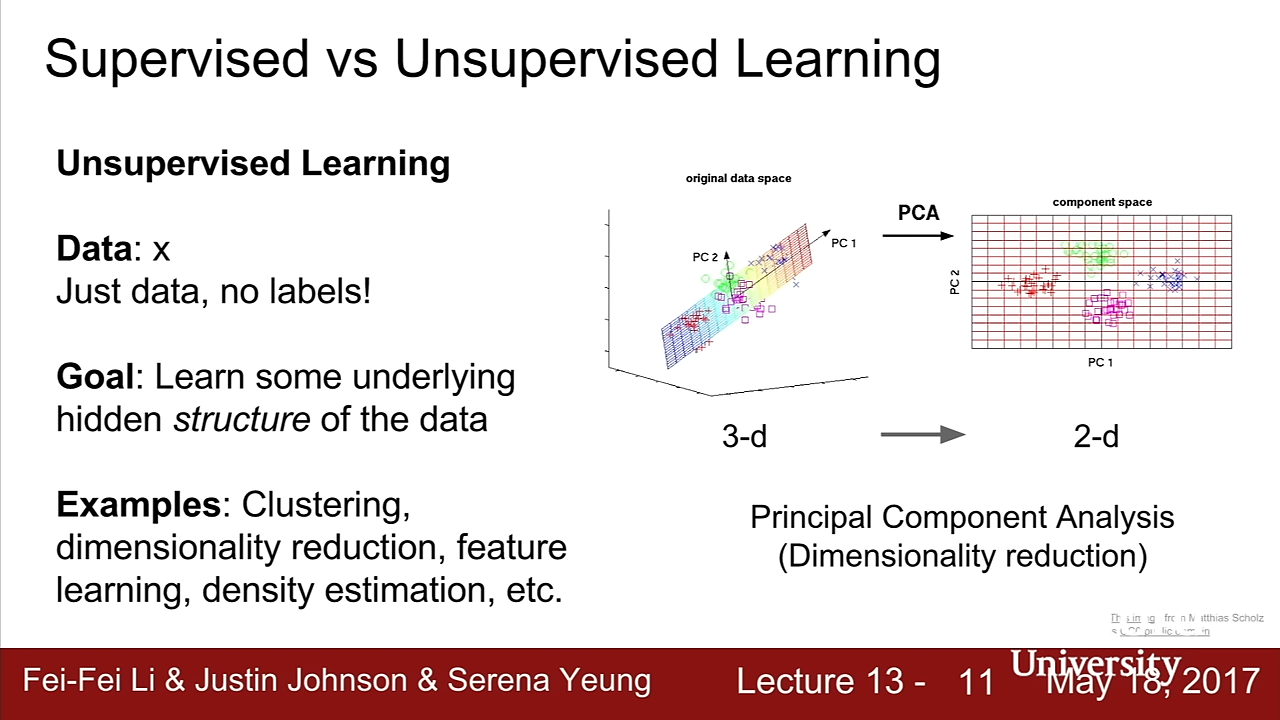 Supervised vs Unsupervised Learning
Unsupervised Learning
Data: x
Just data, no labels!
Goal: Learn some underlying
hidden structure of the data
Examples: Clustering,
dimensionality reduction, feature
learning, density estimation, etc.
original data space
PC 1
PC 2
PCA
component space
PC 2
PC 1
3-d
2-d
Principal Component Analysis
(Dimensionality reduction)
from Matthias Scholz
Fei-Fei Li & Justin Johnson & Serena Yeung
Lecture 13 - 11 May 18, 2017
University